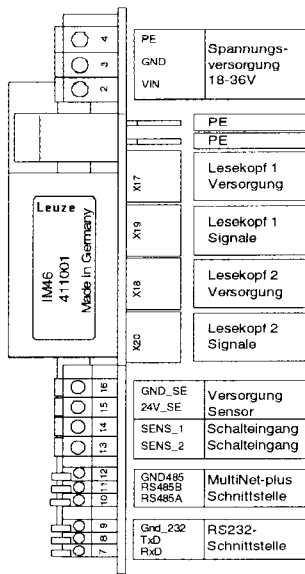 4 PE
3 GND
2 VIN
Spannungs-
versorgung
18-36V
PE
PE
X17 Lesekopf 1
Versorgung
X19 Lesekopf 1
Signale
X18 Lesekopf 2
Versorgung
X20 Lesekopf 2
Signale
Leuze
IM46
411001
Made in Germany
16 GND_SE
15 24V_SE
Versorgung
Sensor
14 SENS_1 Schalteingang
13 SENS_2 Schalteingang
12 GND485
11 RS485B
10 RS485A
MultiNet-plus
Schnittstelle
9 Gnd_232
8 TxD
7 RxD
RS232-
Schnittstelle